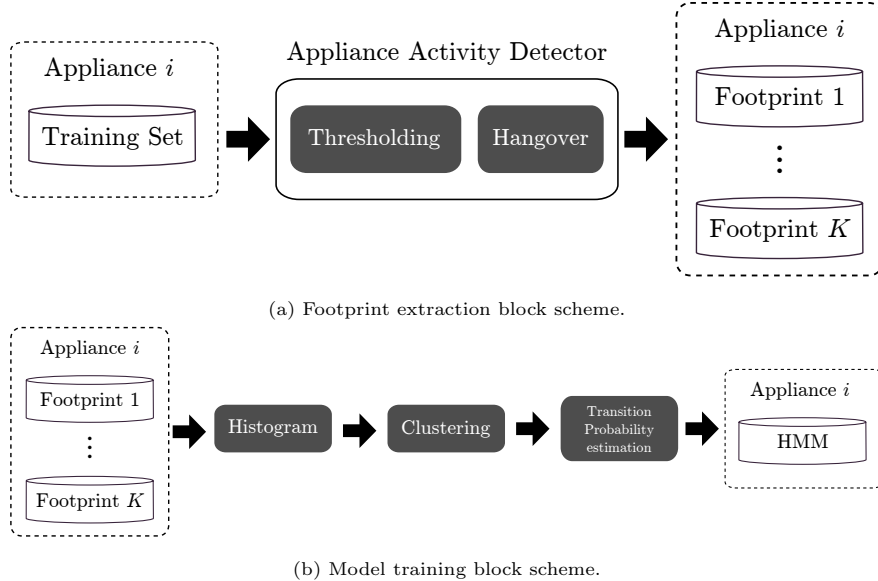 Appliance i
Training Set
Appliance Activity Detector
Thresholding
Hangover
Appliance i
Footprint 1
⋮
Footprint K
(a) Footprint extraction block scheme.
Appliance i
Footprint 1
⋮
Footprint K
Histogram
Clustering
Transition
Probability
estimation
Appliance i
HMM
(b) Model training block scheme.